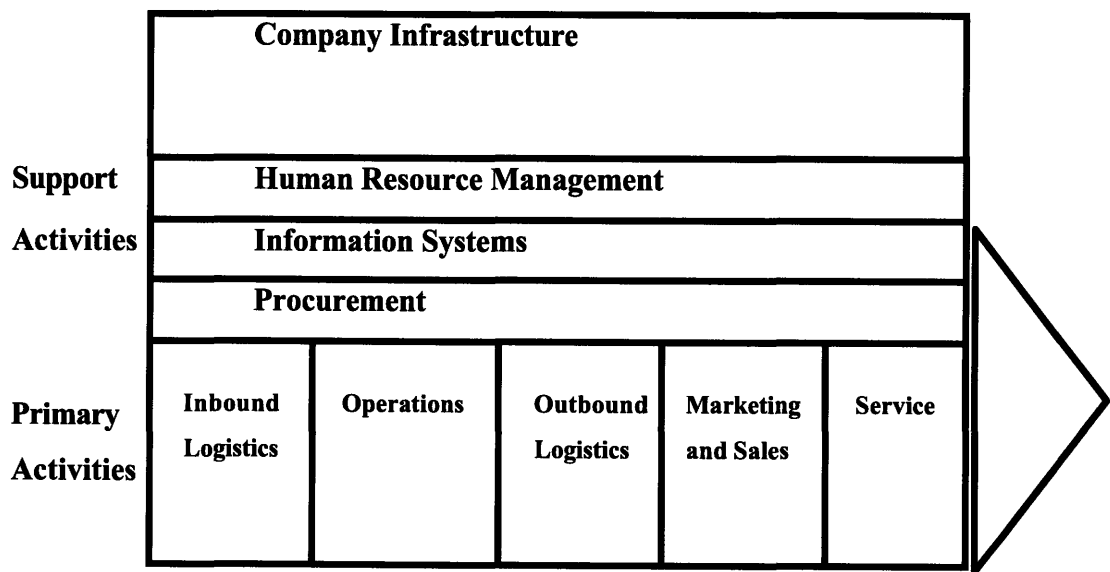 Company Infrastructure
Support
Activities
Human Resource Management
Information Systems
Procurement
Primary
Activities
Inbound
Logistics
Operations
Outbound
Logistics
Marketing
and Sales
Service